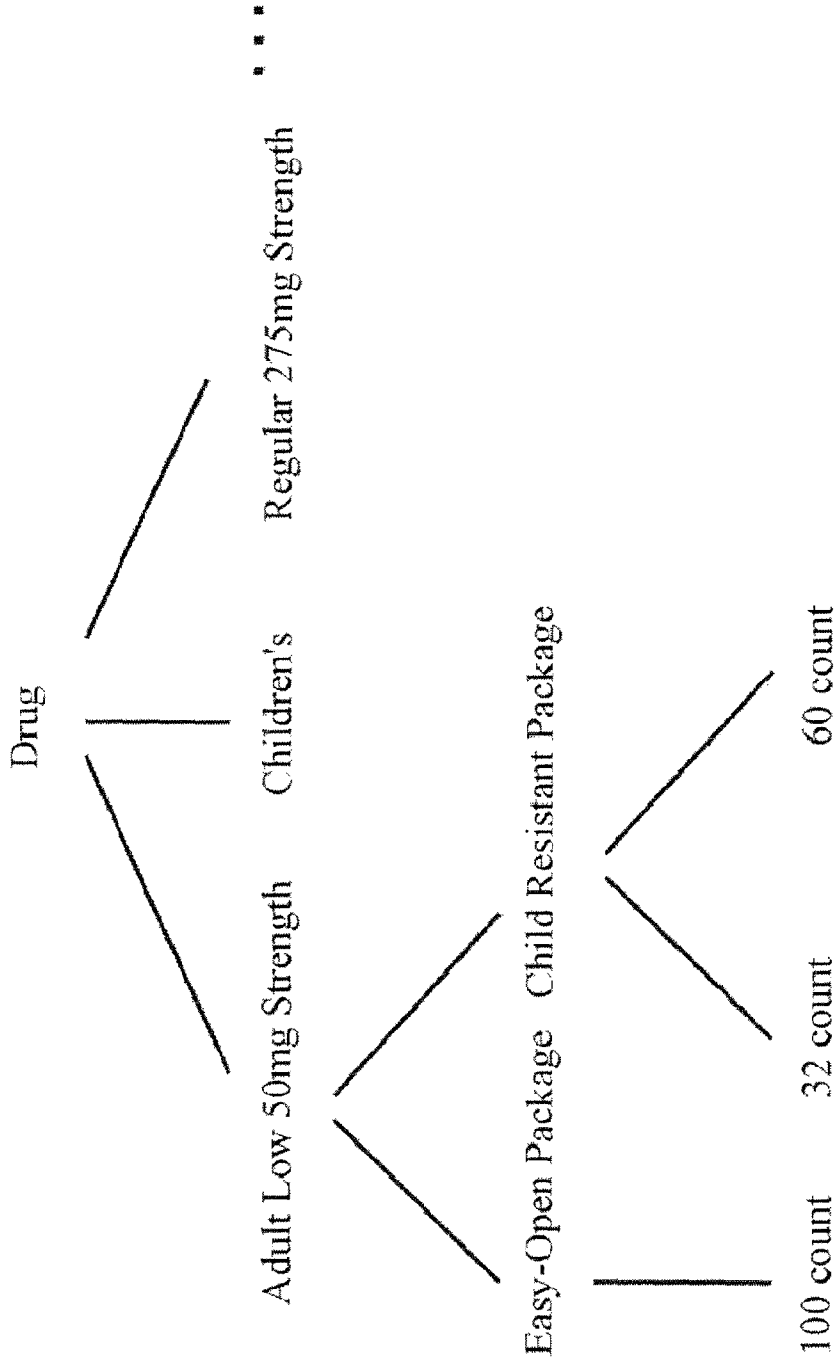 Drug
Adult Low 50mg Strength
Children's
Regular 275mg Strength
...
Easy-Open Package
Child Resistant Package
100 count
32 count
60 count